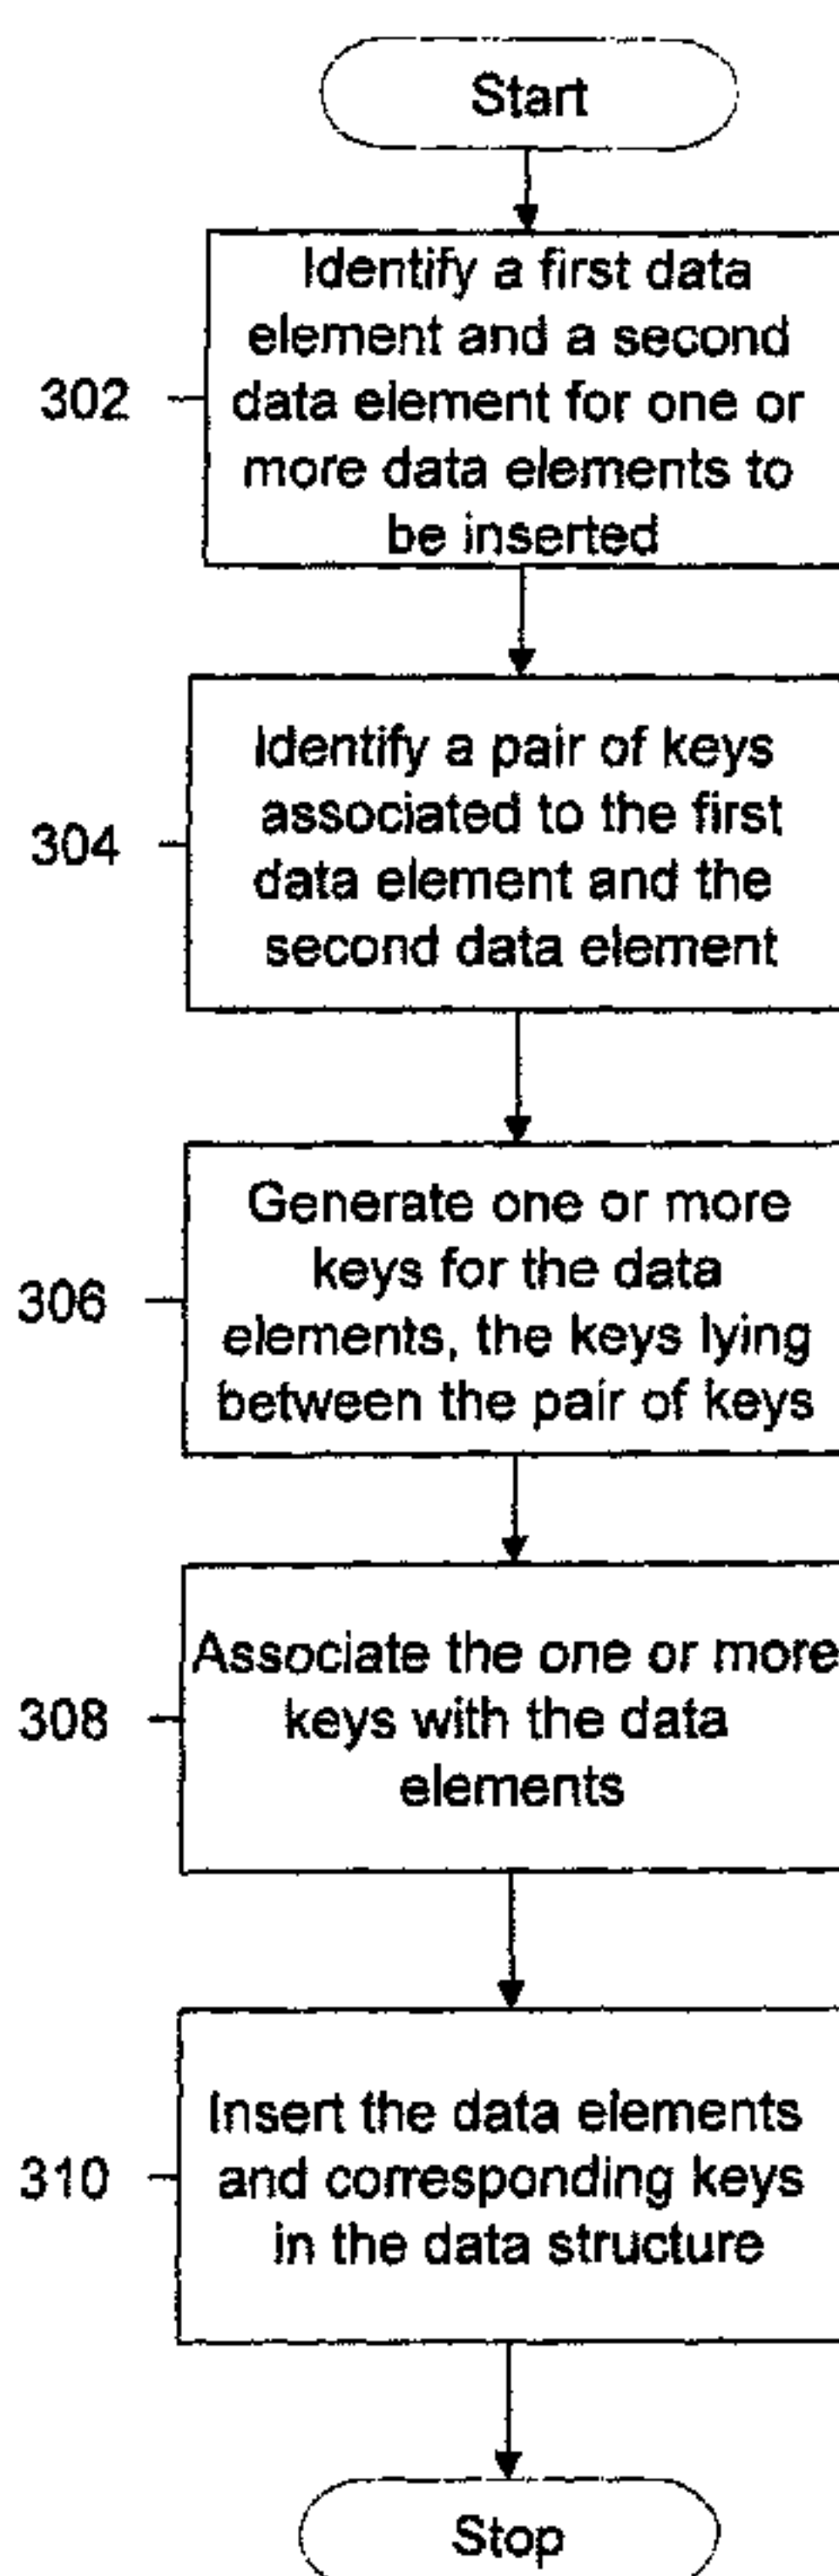 Start
Identify a first data
element and a second
302
data element for one or
more data elements to
be inserted
Identify a pair of keys
associated to the first
304
data element and the
second data element
Generate one or more
keys for the data
306
elements, the keys lying
between the pair of keys
Associate the one or more
308
keys with the data
elements
Insert the data elements
310
and corresponding keys
in the data structure
Stop